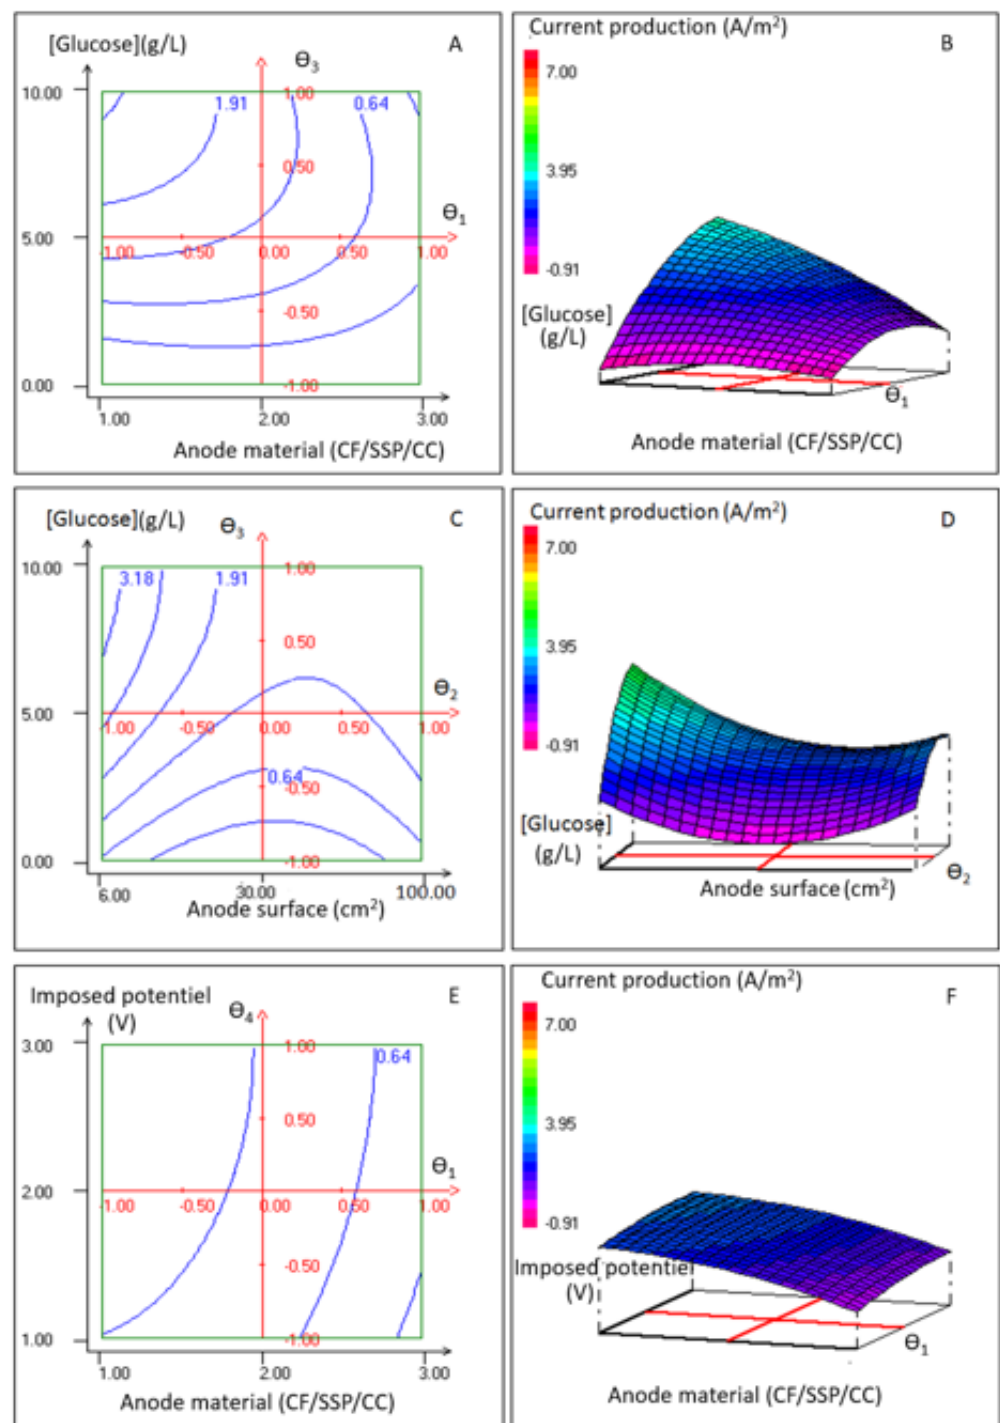 [Glucose](g/L)
A
ϴ3
10.00
1.00
1.91
0.64
0.50
ϴ1
5.00
-1.00
-0.50
0.00
0.50
1.00
-0.50
0.00
-1.00
1.00
2.00
3.00
Anode material (CF/SSP/CC)
Current production (A/m²)
B
7.00
3.95
-0.91
[Glucose]
(g/L)
ϴ1
Anode material (CF/SSP/CC)
[Glucose](g/L)
ϴ3
C
10.00
1.00
3.18
1.91
0.50
ϴ2
5.00
-1.00
-0.50
0.00
0.50
1.00
0.64
-0.50
0.00
-1.00
6.00
30.00
100.00
Anode surface (cm²)
Current production (A/m²)
D
7.00
3.95
-0.91
[Glucose]
(g/L)
ϴ2
Anode surface (cm²)
Imposed potentiel
(V)
ϴ4
E
3.00
1.00
0.64
0.50
ϴ1
2.00
-1.00
-0.50
0.00
0.50
1.00
-0.50
1.00
-1.00
1.00
2.00
3.00
Anode material (CF/SSP/CC)
Current production (A/m²)
F
7.00
3.95
-0.91
Imposed potentiel
(V)
ϴ1
Anode material (CF/SSP/CC)